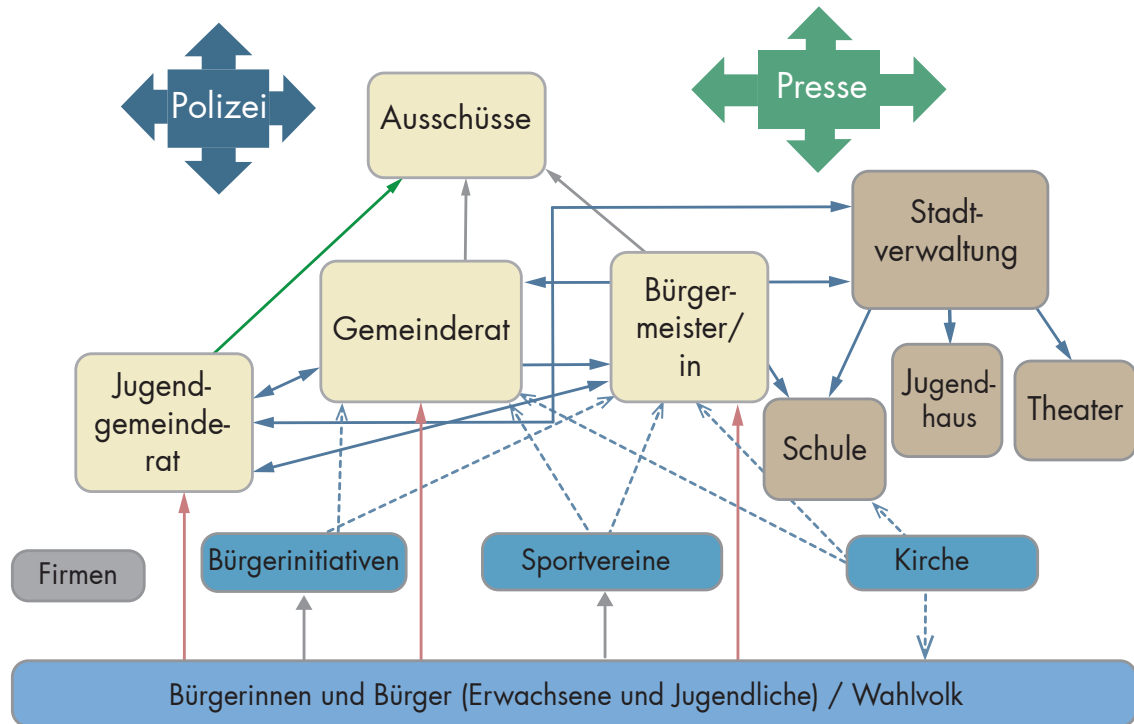 Polizei
Presse
Ausschüsse
Stadt-
verwaltung
Bürger-
meister/
in
Gemeinderat
Jugend-
gemeinde-
rat
Jugend-
haus
Theater
Schule
Firmen
Bürgerinitiativen
Sportvereine
Kirche
Bürgerinnen und Bürger (Erwachsene und Jugendliche) / Wahlvolk